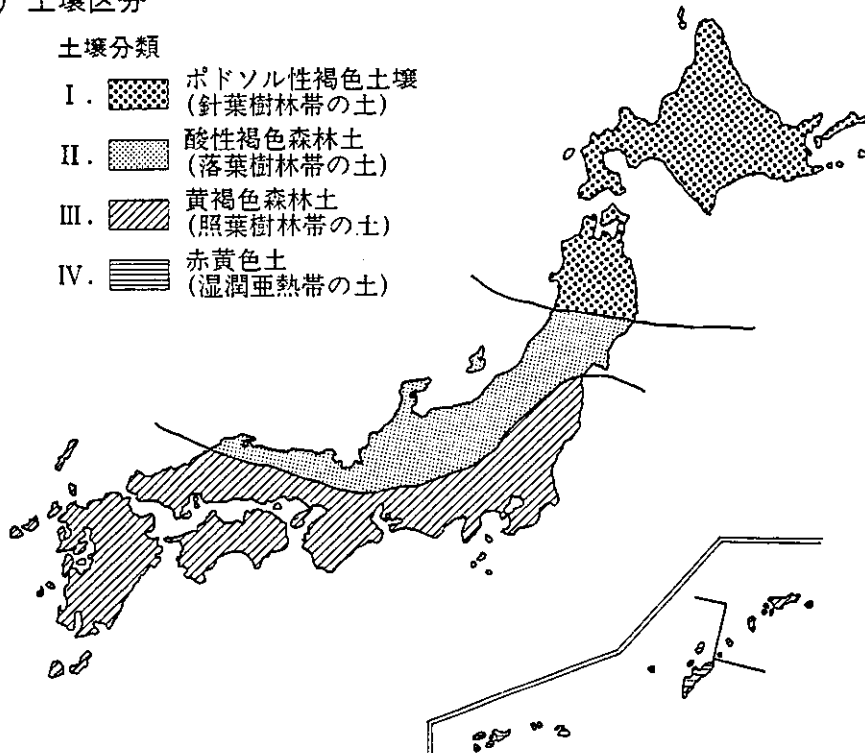 ) 土壌区分
土壌分類
I. ポドソル性褐色土壌
(針葉樹林帯の土)
II. 酸性褐色森林土
(落葉樹林帯の土)
III. 黄褐色森林土
(照葉樹林帯の土)
IV. 赤黄色土
(湿潤亜熱帯の土)